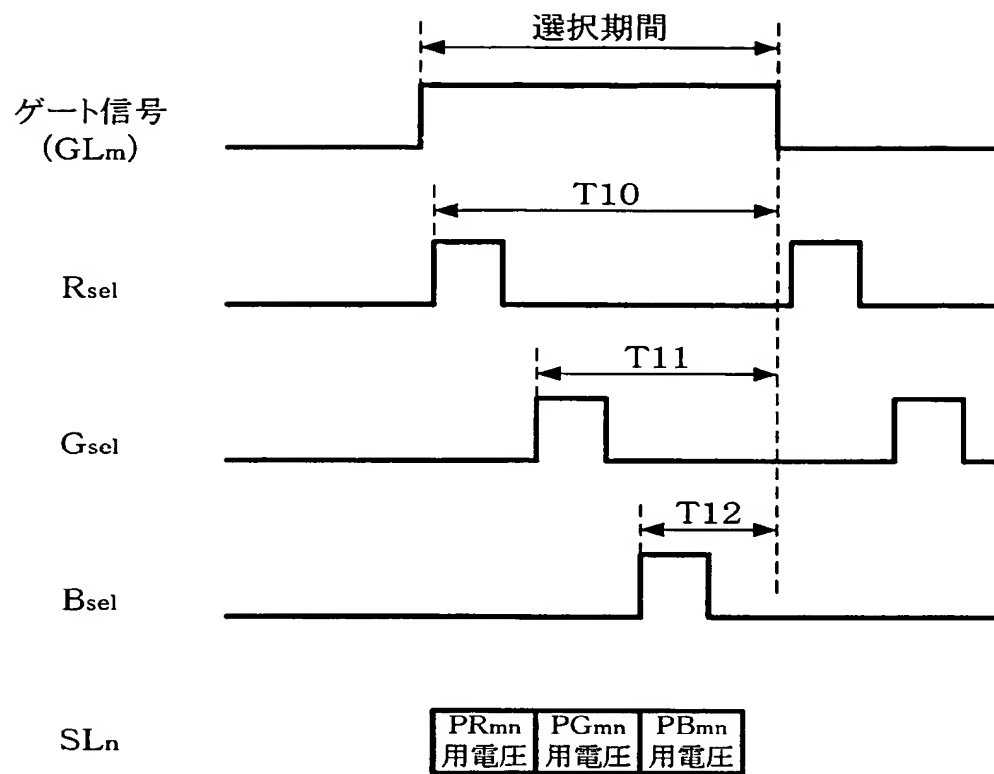 選択期間
ゲート信号
(GLm)
T10
Rsel
T11
Gsel
T12
Bsel
SLn
PRmn
用電圧
PGmn
用電圧
PBmn
用電圧